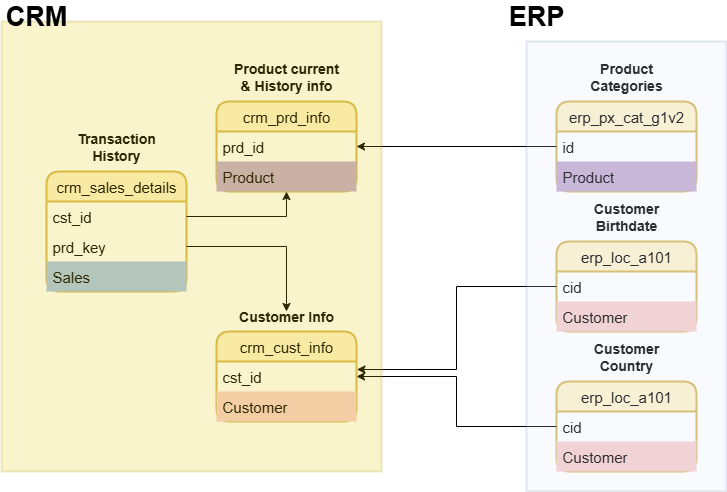 CRM
ERP
Product current
& History info
crm_prd_info
prd_id
Product
Transaction
History
crm_sales_details
cst_id
prd_key
Sales
Customer Info
crm_cust_info
cst_id
Customer
Product
Categories
erp_px_cat_g1v2
id
Product
Customer
Birthdate
erp_loc_a101
cid
Customer
Customer
Country
erp_loc_a101
cid
Customer